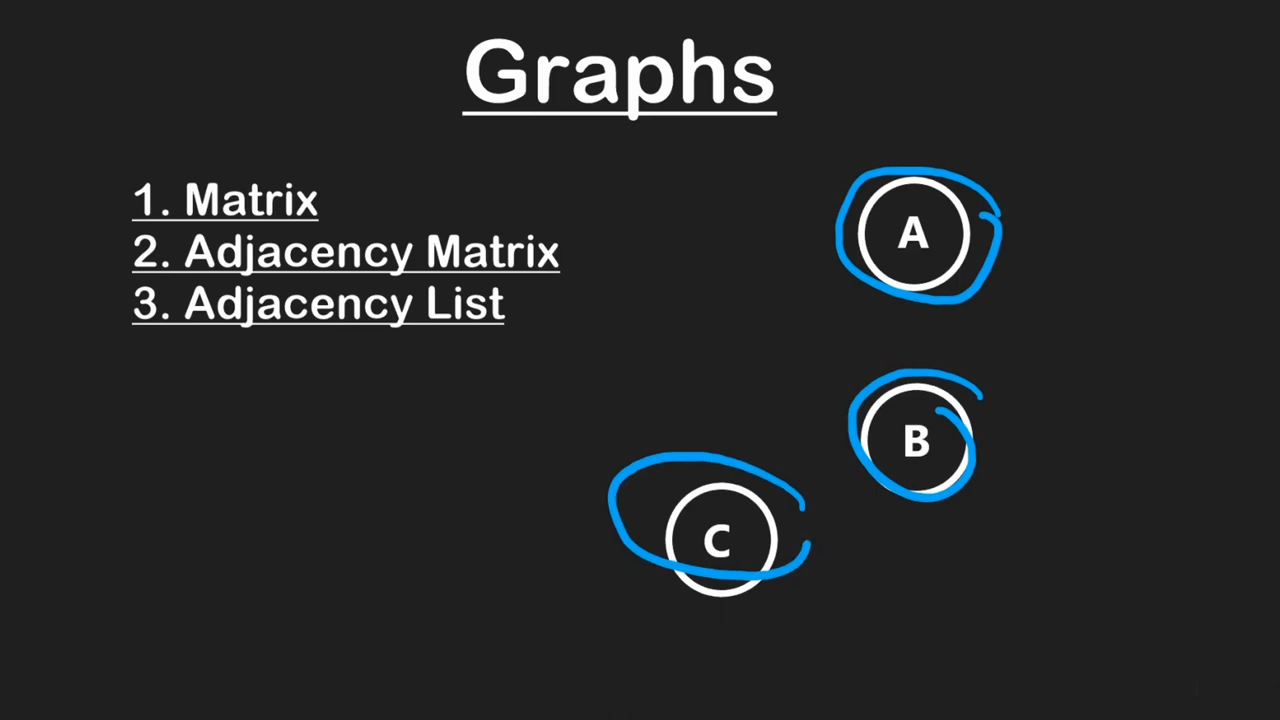 Graphs
1. Matrix
2. Adjacency Matrix
3. Adjacency List
A
B
C